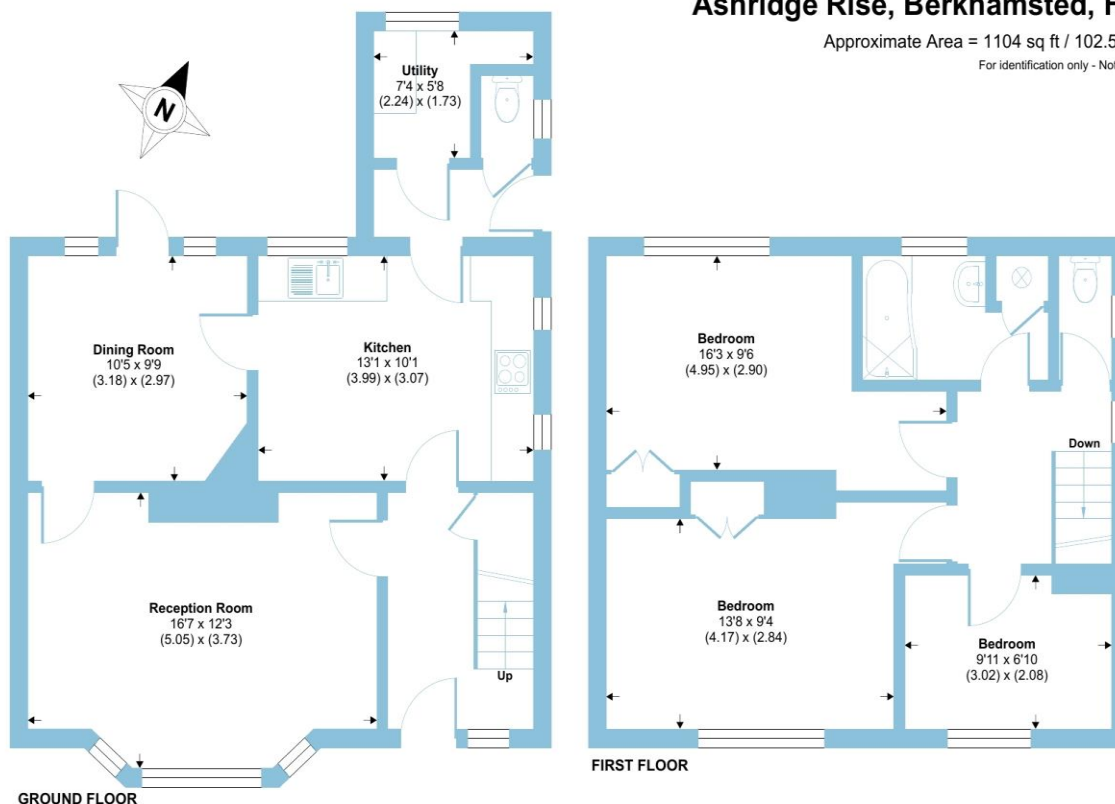 Ashridge Rise, Berkhamsted,
Approximate Area = 1104 sq ft / 102.5
For identification only - Not
N
Utility
7'4 x 5'8
(2.24) x (1.73)
Dining Room
10'5 x 9'9
(3.18) x (2.97)
Kitchen
13'1 x 10'1
(3.99) x (3.07)
Reception Room
16'7 x 12'3
(5.05) x (3.73)
Up
GROUND FLOOR
Bedroom
16'3 x 9'6
(4.95) x (2.90)
Down
Bedroom
13'8 x 9'4
(4.17) x (2.84)
Bedroom
9'11 x 6'10
(3.02) x (2.08)
FIRST FLOOR